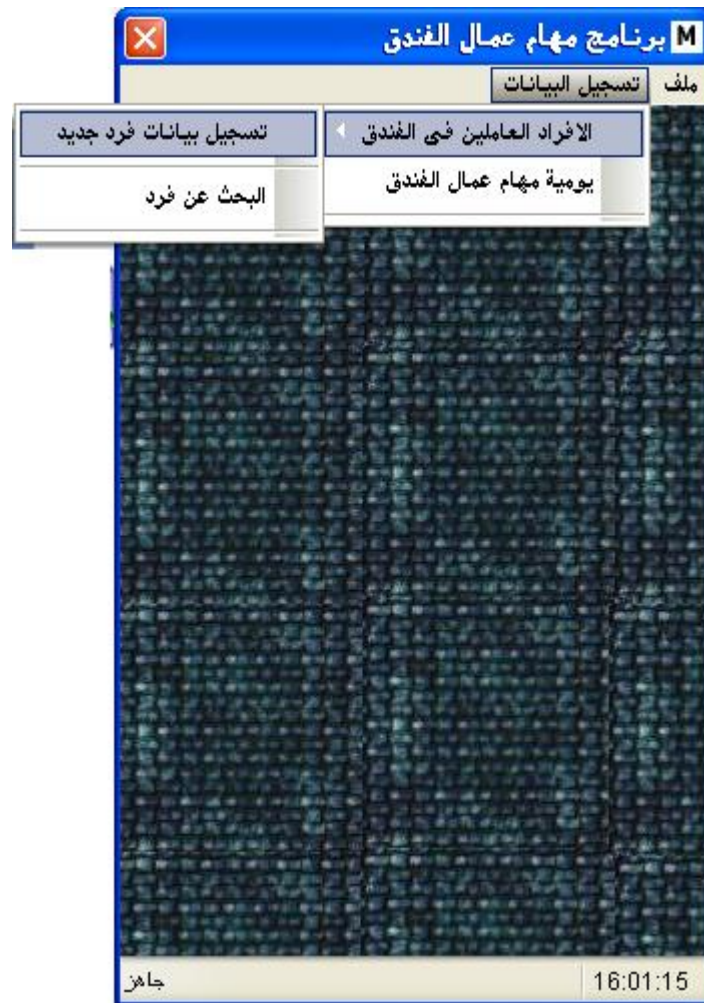 M برنامج مهام عمال الفندق
ملف تسجيل البيانات
الافراد العاملين فى الفندق
تسجيل بيانات فرد جديد
يومية مهام عمال الفندق
البحث عن فرد
16:01:15
جاهز